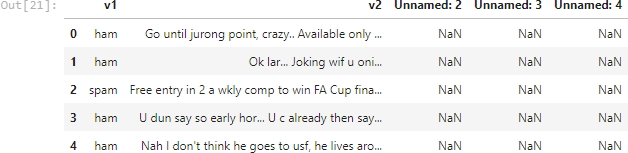 Out[21]: v1 v2 Unnamed: 2 Unnamed: 3 Unnamed: 4
0 ham Go until jurong point, crazy.. Available only ... NaN NaN NaN
1 ham Ok lar... Joking wif u oni... NaN NaN NaN
2 spam Free entry in 2 a wkly comp to win FA Cup fina... NaN NaN NaN
3 ham U dun say so early hor... U c already then say... NaN NaN NaN
4 ham Nah I don't think he goes to usf, he lives aro... NaN NaN NaN